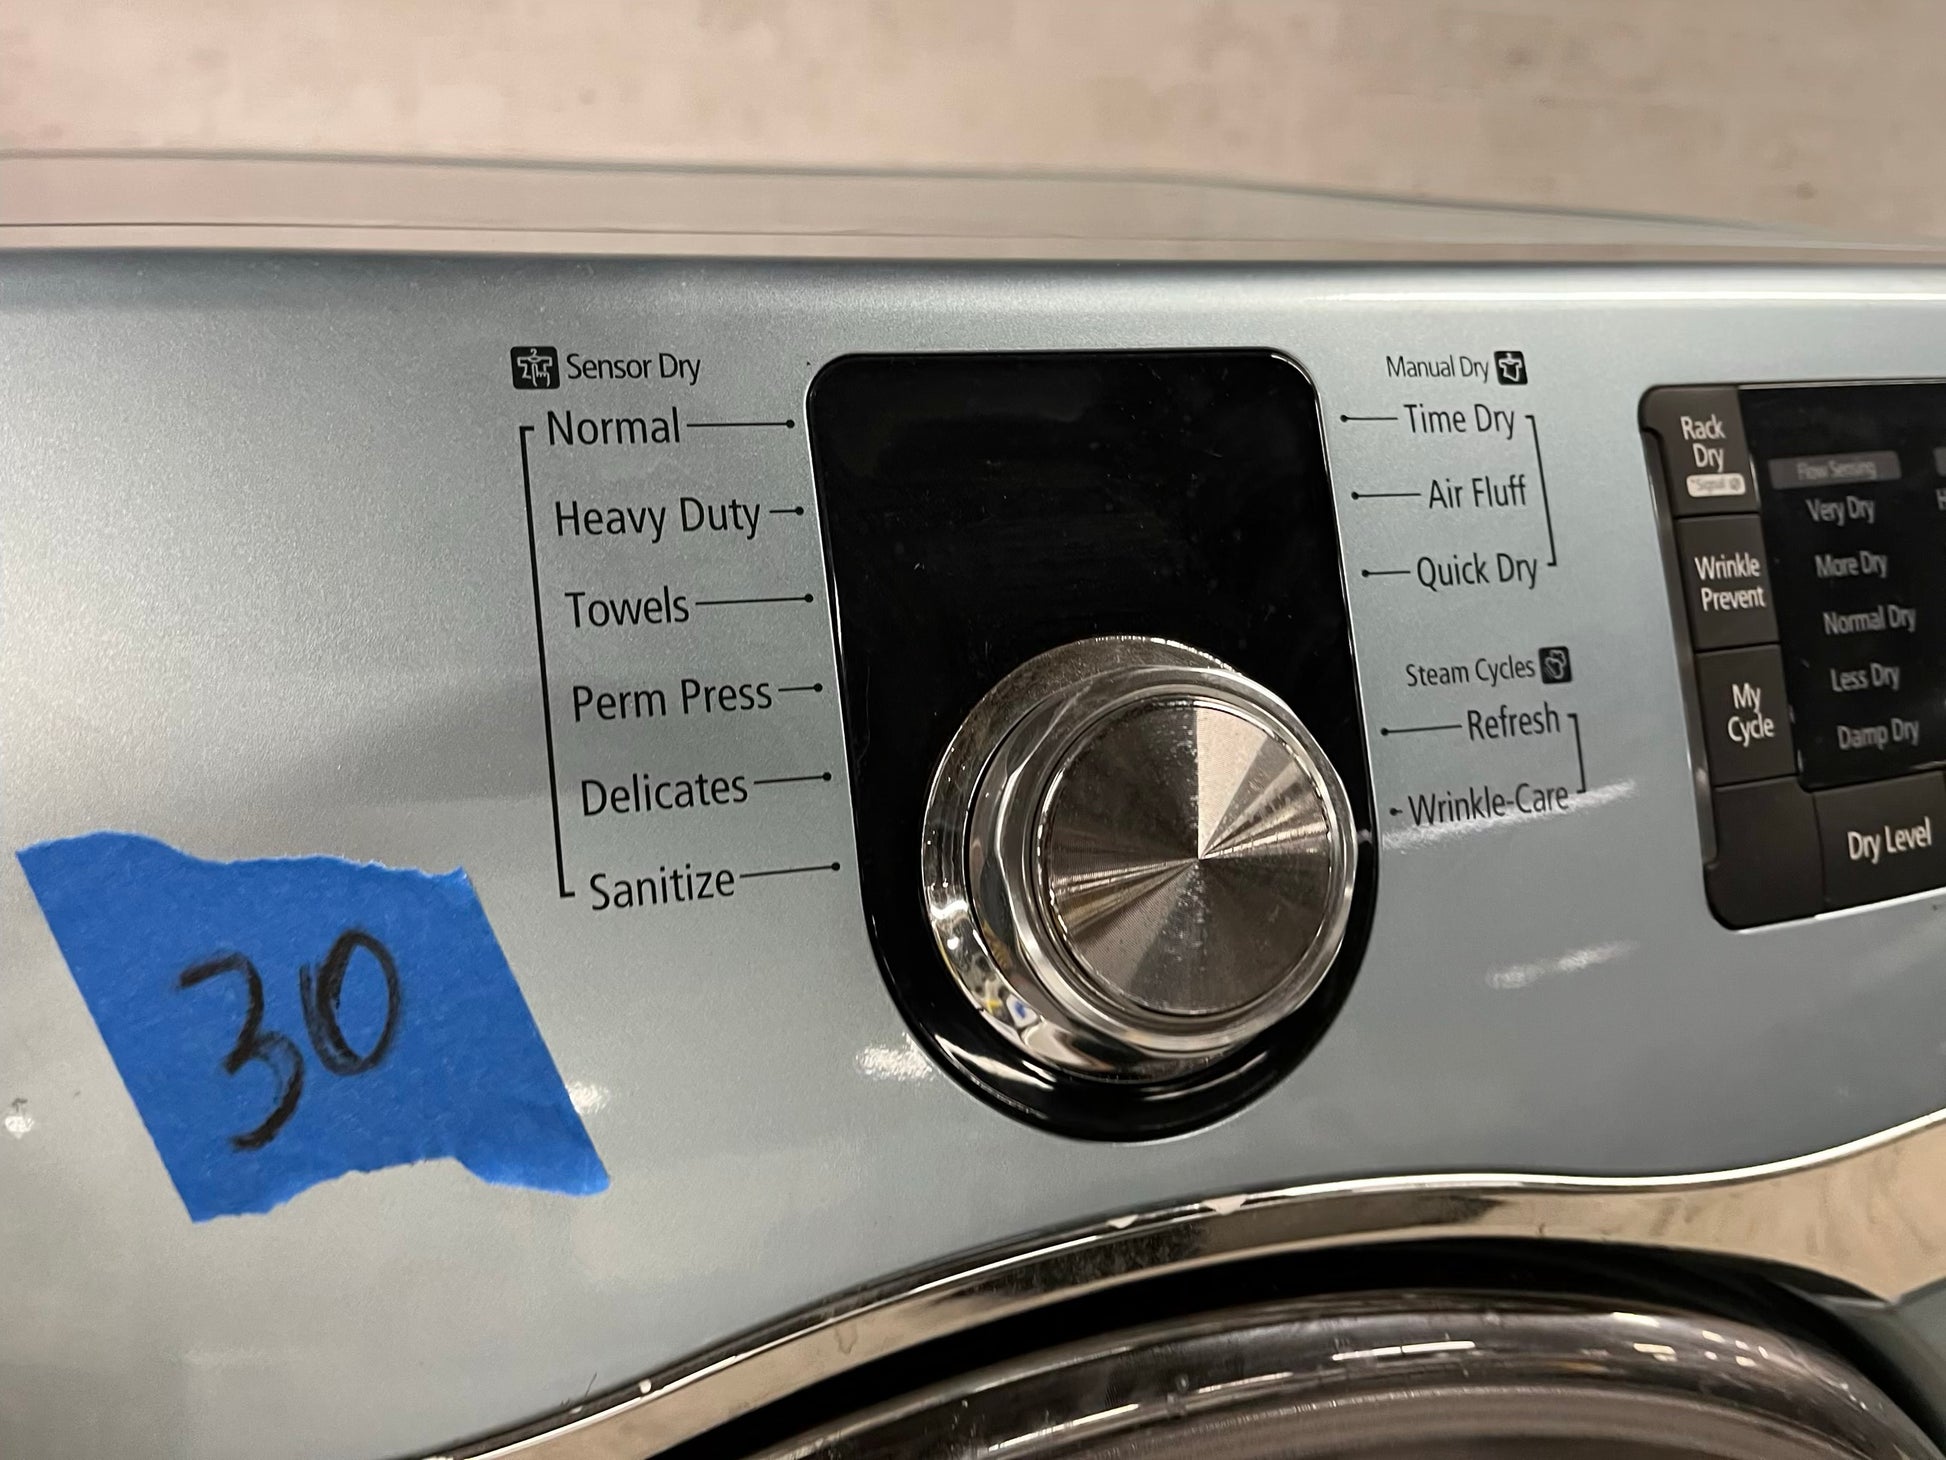 Sensor Dry
Normal
Heavy Duty
Towels
Perm Press
Delicates
Sanitize
Manual Dry
Time Dry
Air Fluff
Quick Dry
Steam Cycles
Refresh
Wrinkle-Care
Rack
Dry
Wrinkle
Prevent
My
Cycle
Flow Sensing
Very Dry
More Dry
Normal Dry
Less Dry
Damp Dry
Dry Level
30